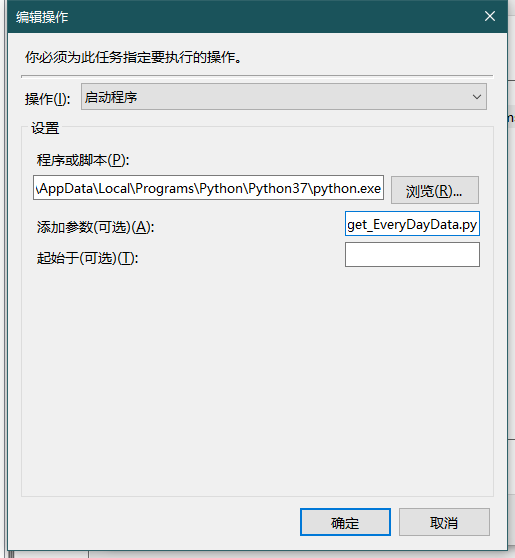 编辑操作
你必须为此任务指定要执行的操作。
操作(I): 启动程序
设置
程序或脚本(P):
\AppData\Local\Programs\Python\Python37\python.exe 浏览(R)...
添加参数(可选)(A): get_EveryDayData.py
起始于(可选)(T):
确定 取消